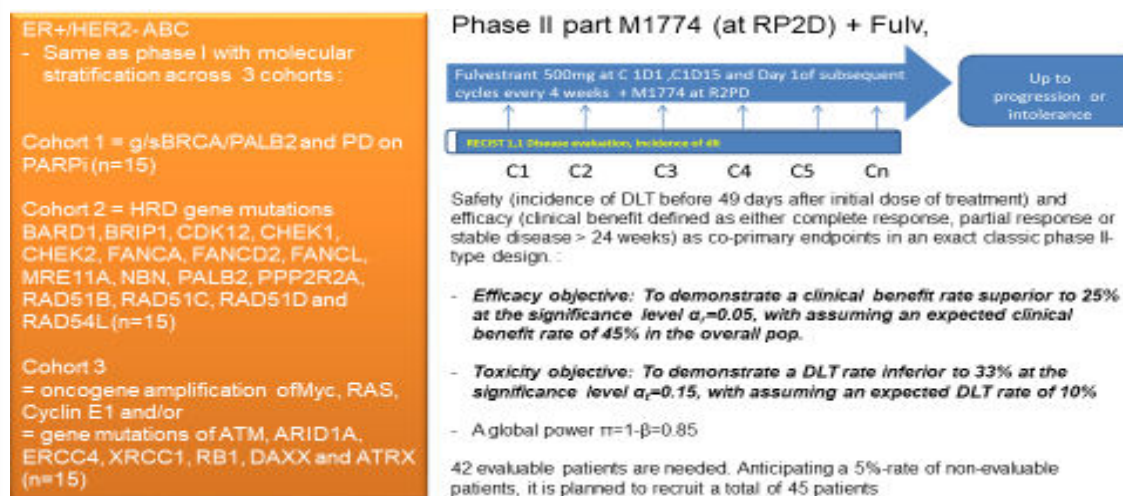 ER+/HER2- ABC
- Same as phase I with molecular
stratification across 3 cohorts :
Cohort 1 = g/sBRCA/PALB2 and PD on
PARPi (n=15)
Cohort 2 = HRD gene mutations
BARD1, BRIP1, CDK12, CHEK1,
CHEK2, FANCA, FANCD2, FANCL,
MRE11A, NBN, PALB2, PPP2R2A,
RAD51B, RAD51C, RAD51D and
RAD54L (n=15)
Cohort 3
= oncogene amplification ofMyc, RAS,
Cyclin E1 and/or
= gene mutations of ATM, ARID1A,
ERCC4, XRCC1, RB1, DAXX and ATRX
(n=15)
Phase II part M1774 (at RP2D) + Fulv,
Fulvestrant 500mg at C 1D1 ,C1D15 and Day 1of subsequent
cycles every 4 weeks + M1774 at R2PD
Up to
progression or
intolerance
RECIST 1,1 Disease evaluation, Incidence of
C1 C2 C3 C4 C5 Cn
Safety (incidence of DLT before 49 days after initial dose of treatment) and
efficacy (clinical benefit defined as either complete response, partial response or
stable disease > 24 weeks) as co-primary endpoints in an exact classic phase II-
type design. :
- Efficacy objective: To demonstrate a clinical benefit rate superior to 25%
at the significance level αr=0.05, with assuming an expected clinical
benefit rate of 45% in the overall pop.
- Toxicity objective: To demonstrate a DLT rate inferior to 33% at the
significance level αt=0.15, with assuming an expected DLT rate of 10%
- A global power π=1-β=0.85
42 evaluable patients are needed. Anticipating a 5%-rate of non-evaluable
patients, it is planned to recruit a total of 45 patients